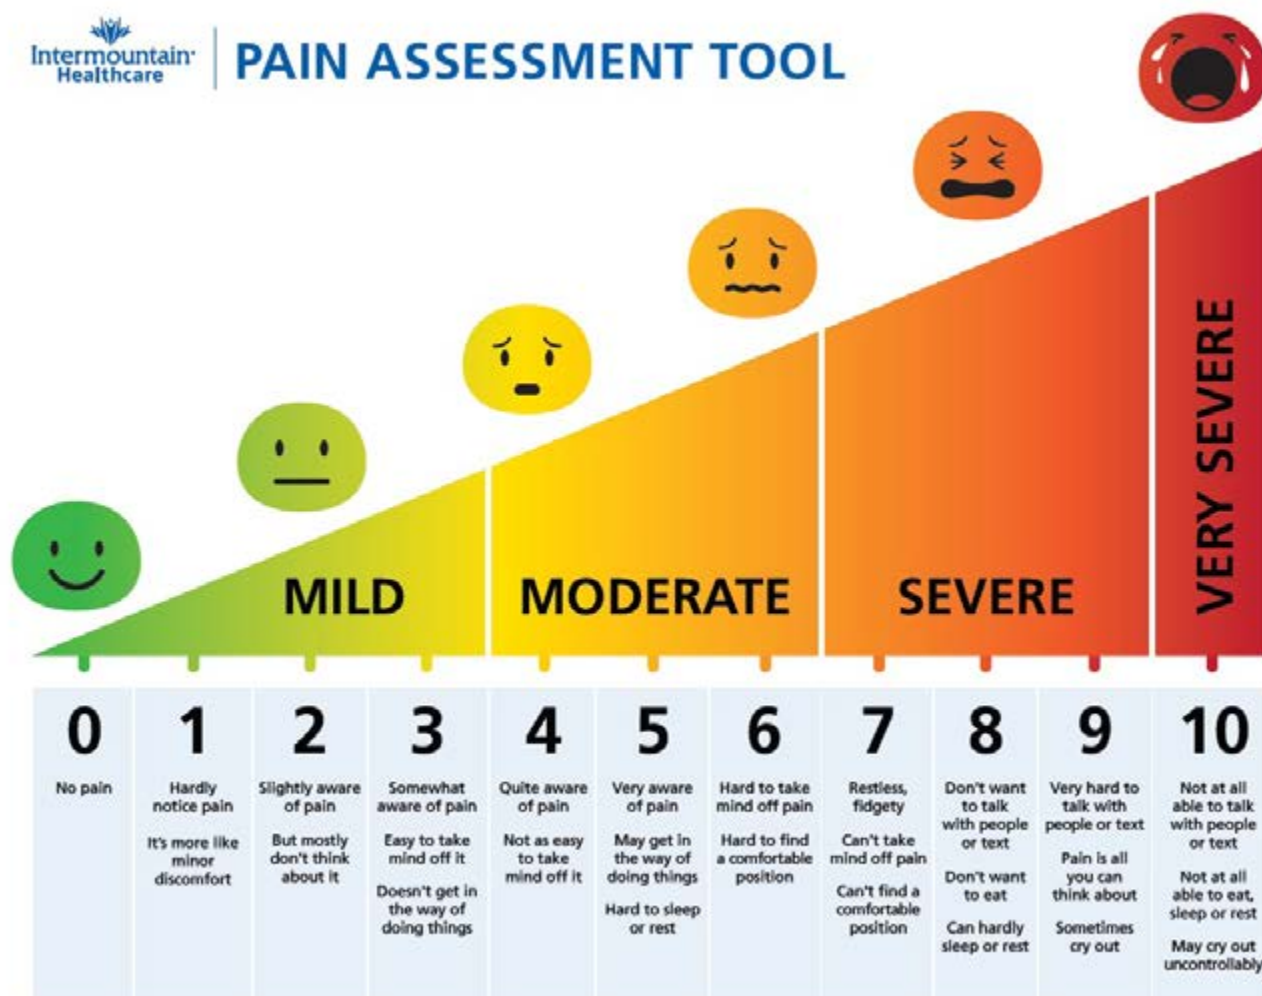 Intermountain·
Healthcare
PAIN ASSESSMENT TOOL
MILD
MODERATE
SEVERE
VERY SEVERE
0
No pain
1
Hardly
notice pain
It's more like
minor
discomfort
2
Slightly aware
of pain
But mostly
don't think
about it
3
Somewhat
aware of pain
Easy to take
mind off it
Doesn't get in
the way of
doing things
4
Quite aware
of pain
Not as easy
to take
mind off it
5
Very aware
of pain
May get in
the way of
doing things
Hard to sleep
or rest
6
Hard to take
mind off pain
Hard to find
a comfortable
position
7
Restless,
fidgety
Can't take
mind off pain
Can't find a
comfortable
position
8
Don't want
to talk
with people
or text
Don't want
to eat
Can hardly
sleep or rest
9
Very hard to
talk with
people or text
Pain is all
you can
think about
Sometimes
cry out
10
Not at all
able to talk
with people
or text
Not at all
able to eat,
sleep or rest
May cry out
uncontrollably